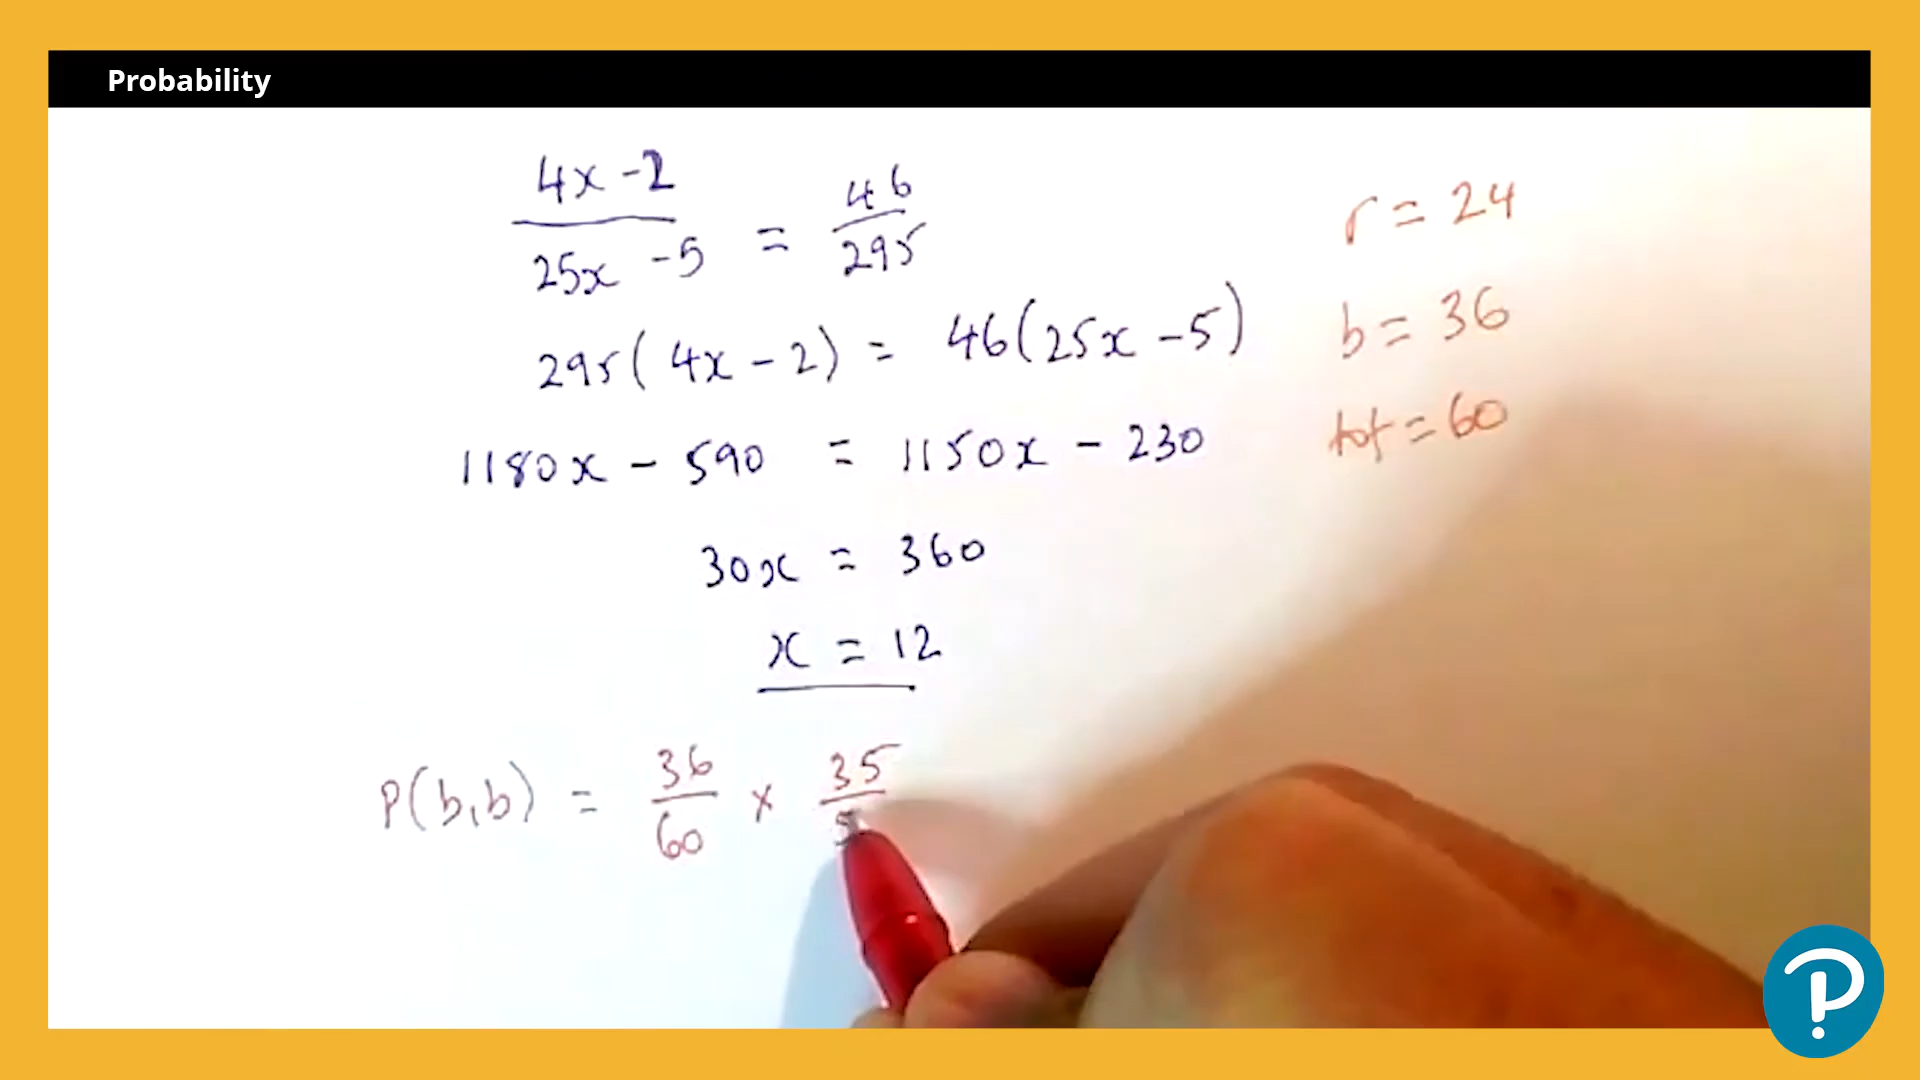 Probability
4x - 2 / 25x - 5 = 46 / 295
295(4x - 2) = 46(25x - 5)
1180x - 590 = 1150x - 230
30x = 360
x = 12
r = 24
b = 36
tot = 60
P(b,b) = 36/60 x 35/5
P